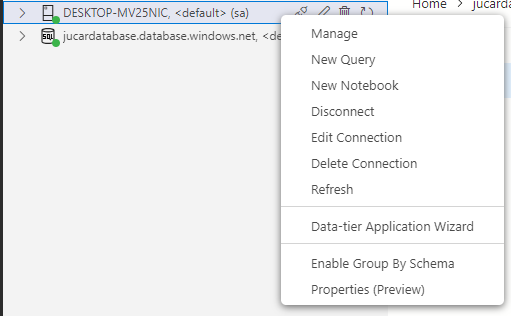 DESKTOP-MV25NIC, <default> (sa)
jucardatabase.database.windows.net, <de
Home
jucarda
Manage
New Query
New Notebook
Disconnect
Edit Connection
Delete Connection
Refresh
Data-tier Application Wizard
Enable Group By Schema
Properties (Preview)